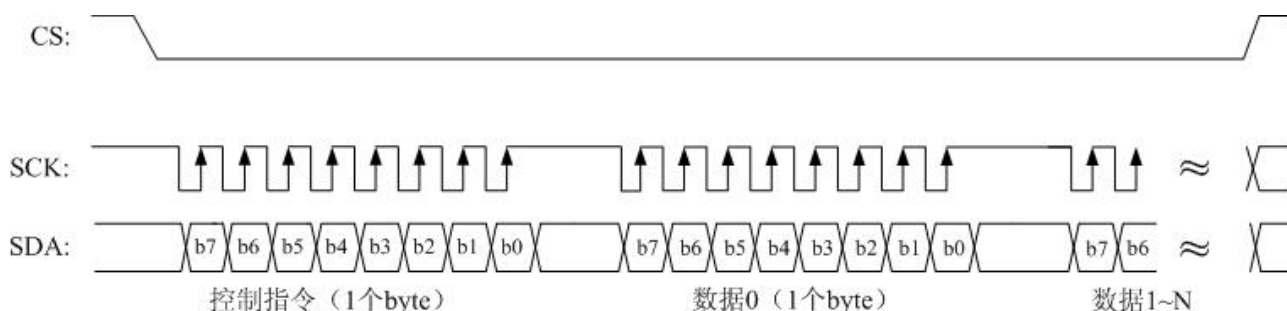 CS:
SCK:
SDA: b7 b6 b5 b4 b3 b2 b1 b0 b7 b6 b5 b4 b3 b2 b1 b0 b7 b6
控制指令（1个byte） 数据0（1个byte） 数据1~N